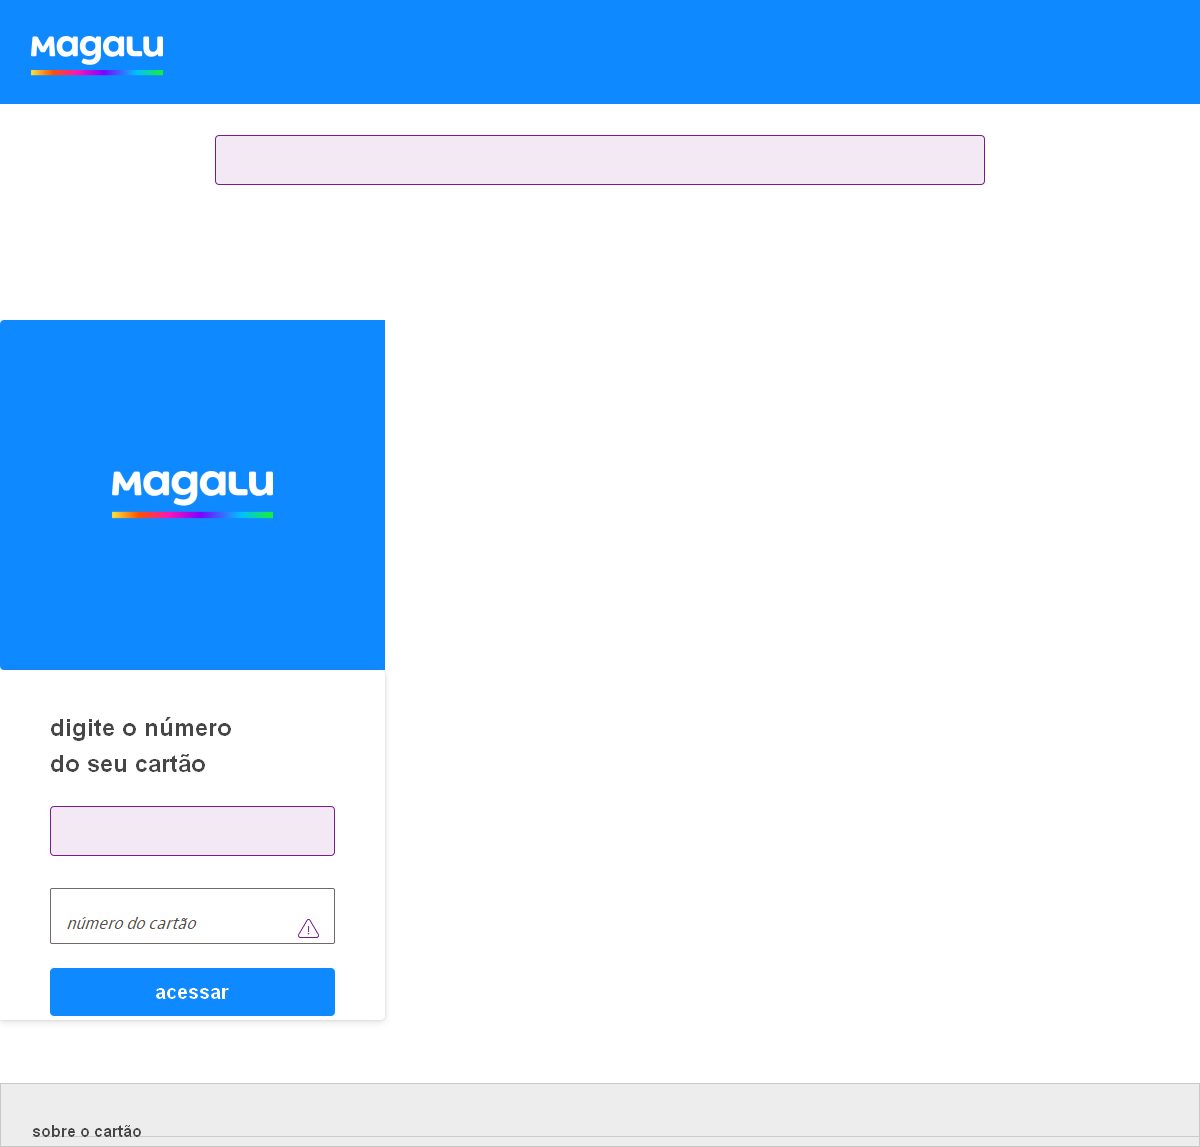 Magalu
Magalu
digite o número
do seu cartão
número do cartão
acessar
sobre o cartão